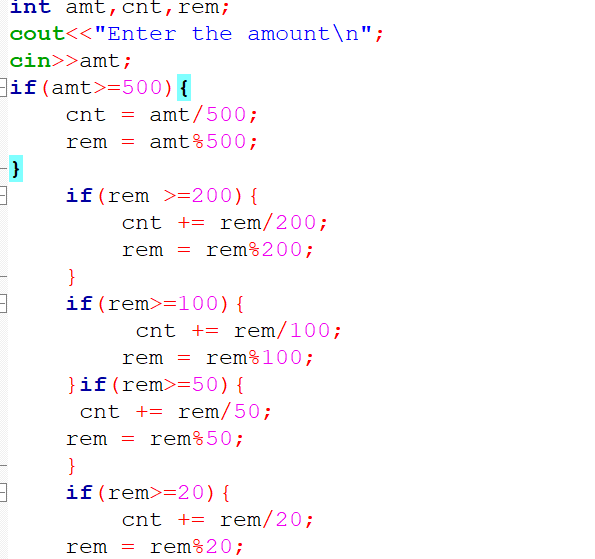 int amt,cnt,rem;
cout<<"Enter the amount\n";
cin>>amt;
if(amt>=500){
cnt = amt/500;
rem = amt%500;
}
if(rem >=200){
cnt += rem/200;
rem = rem%200;
}
if(rem>=100){
cnt += rem/100;
rem = rem%100;
}if(rem>=50){
cnt += rem/50;
rem = rem%50;
}
if(rem>=20){
cnt += rem/20;
rem = rem%20;